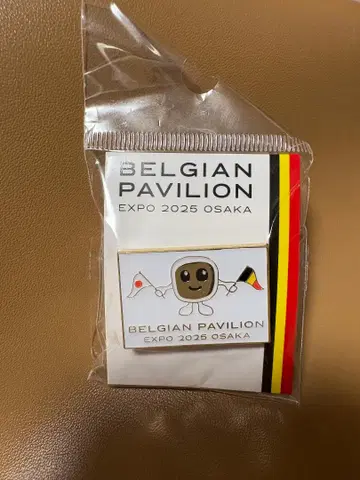 BELGIAN
PAVILION
EXPO 2025 OSAKA
BELGIAN PAVILION
EXPO 2025 OSAKA